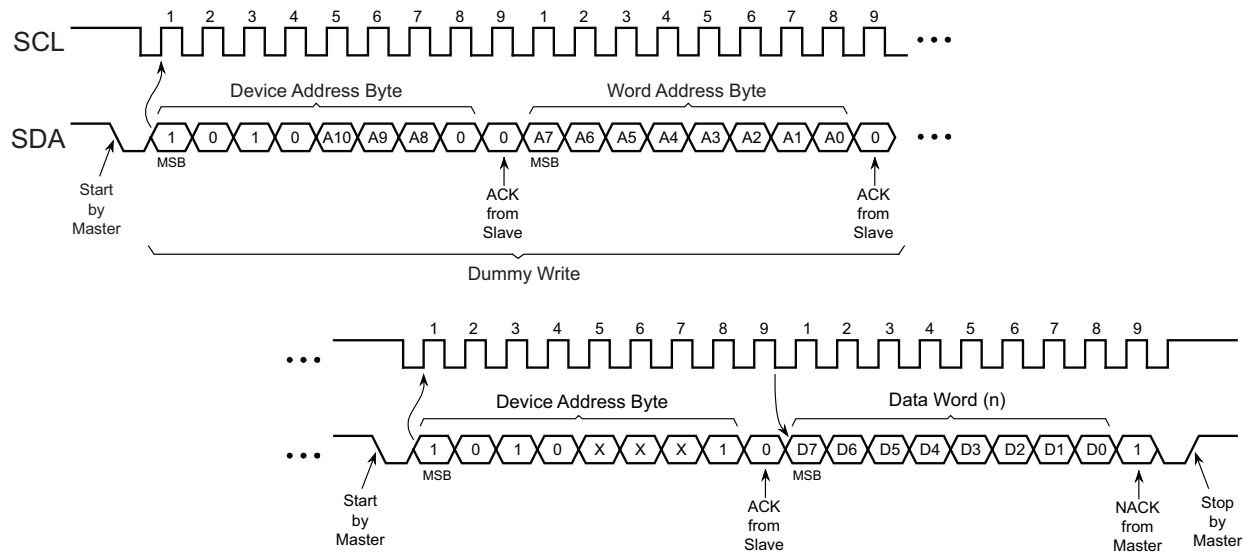 1 2 3 4 5 6 7 8 9 1 2 3 4 5 6 7 8 9
SCL
Device Address Byte Word Address Byte
SDA 1 0 1 0 A10 A9 A8 0 0 A7 A6 A5 A4 A3 A2 A1 A0 0
MSB MSB
Start
by
Master
ACK
from
Slave
ACK
from
Slave
Dummy Write
1 2 3 4 5 6 7 8 9 1 2 3 4 5 6 7 8 9
Device Address Byte Data Word (n)
1 0 1 0 X X X 1 0 D7 D6 D5 D4 D3 D2 D1 D0 1
MSB MSB
Start
by
Master
ACK
from
Slave
NACK
from
Master
Stop
by
Master